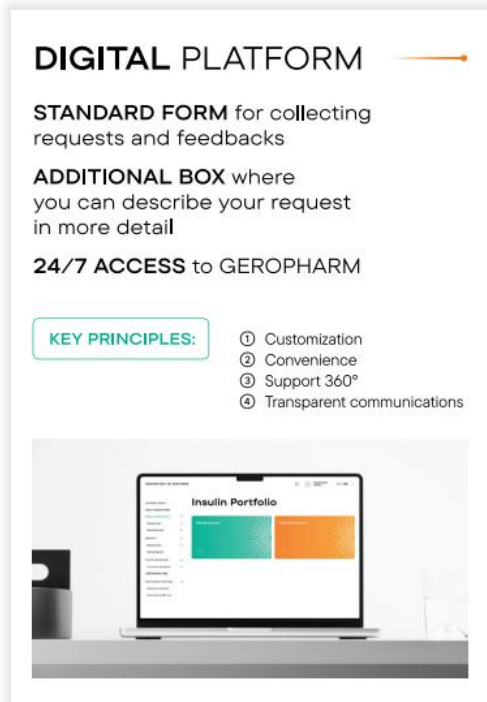 DIGITAL PLATFORM
STANDARD FORM for collecting
requests and feedbacks
ADDITIONAL BOX where
you can describe your request
in more detail
24/7 ACCESS to GEROPHARM
KEY PRINCIPLES:
① Customization
② Convenience
③ Support 360°
④ Transparent communications
Insulin Portfolio